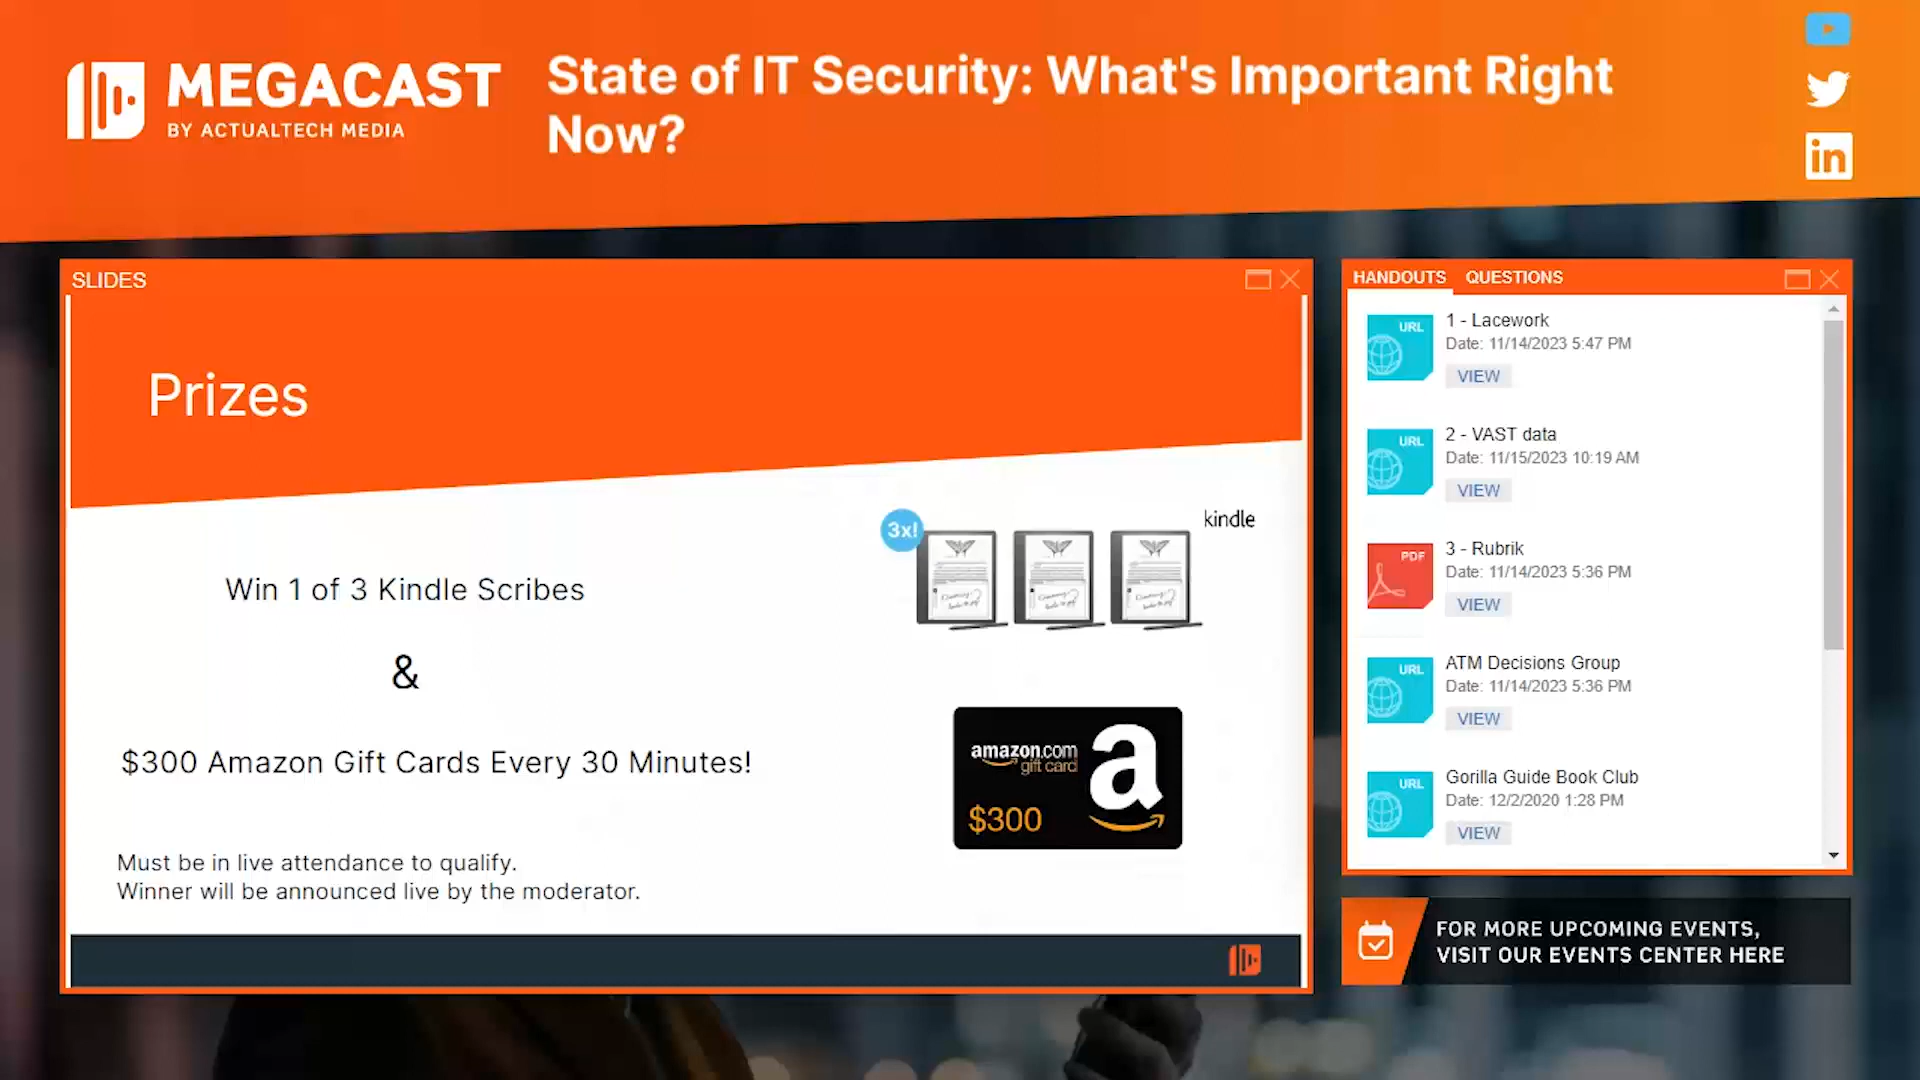 MEGACAST
BY ACTUALTECH MEDIA
State of IT Security: What's Important Right
Now?
in
SLIDES
Prizes
Win 1 of 3 Kindle Scribes
&
$300 Amazon Gift Cards Every 30 Minutes!
Must be in live attendance to qualify.
Winner will be announced live by the moderator.
3x!
kindle
amazon.com
gift card
a
$300
HANDOUTS QUESTIONS
URL
1 - Lacework
Date: 11/14/2023 5:47 PM
VIEW
URL
2 - VAST data
Date: 11/15/2023 10:19 AM
VIEW
PDF
3 - Rubrik
Date: 11/14/2023 5:36 PM
VIEW
URL
ATM Decisions Group
Date: 11/14/2023 5:36 PM
VIEW
URL
Gorilla Guide Book Club
Date: 12/2/2020 1:28 PM
VIEW
FOR MORE UPCOMING EVENTS,
VISIT OUR EVENTS CENTER HERE